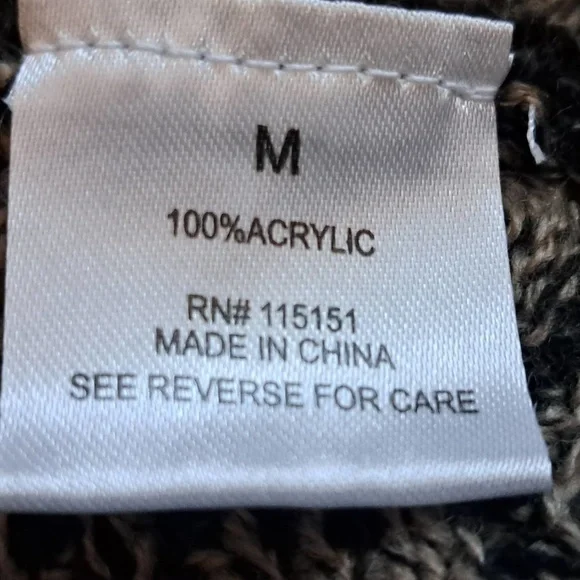 M
100%ACRYLIC
RN# 115151
MADE IN CHINA
SEE REVERSE FOR CARE